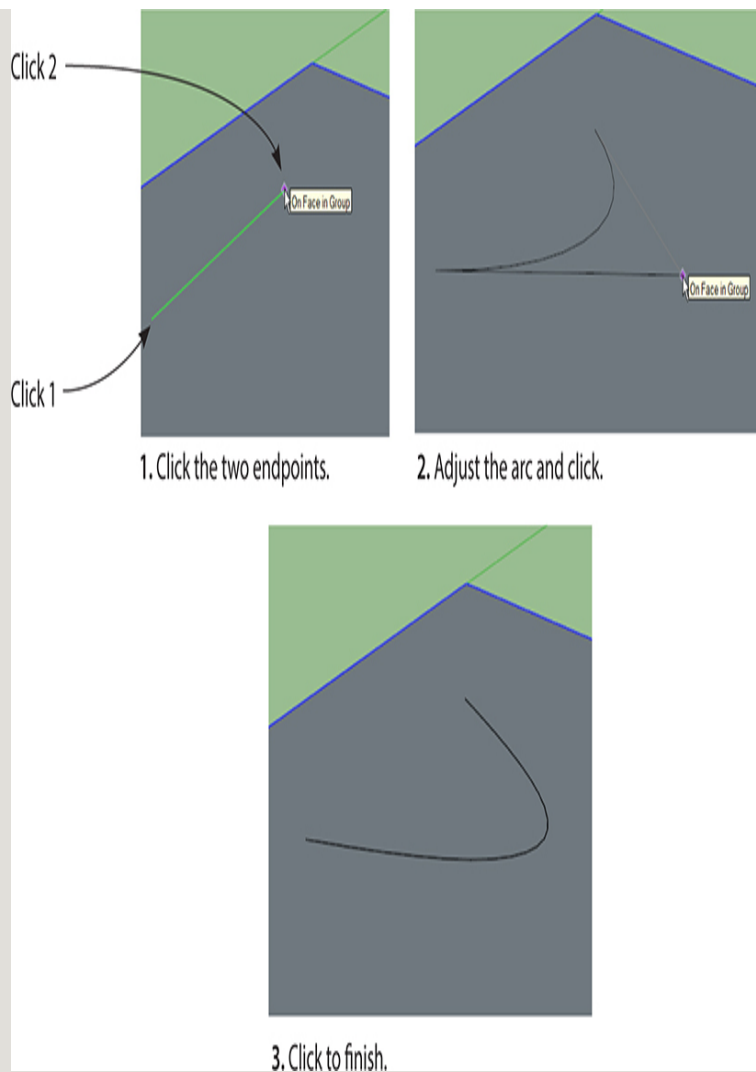 Click 2
On Face in Group
On Face in Group
Click 1
1. Click the two endpoints.
2. Adjust the arc and click.
3. Click to finish.